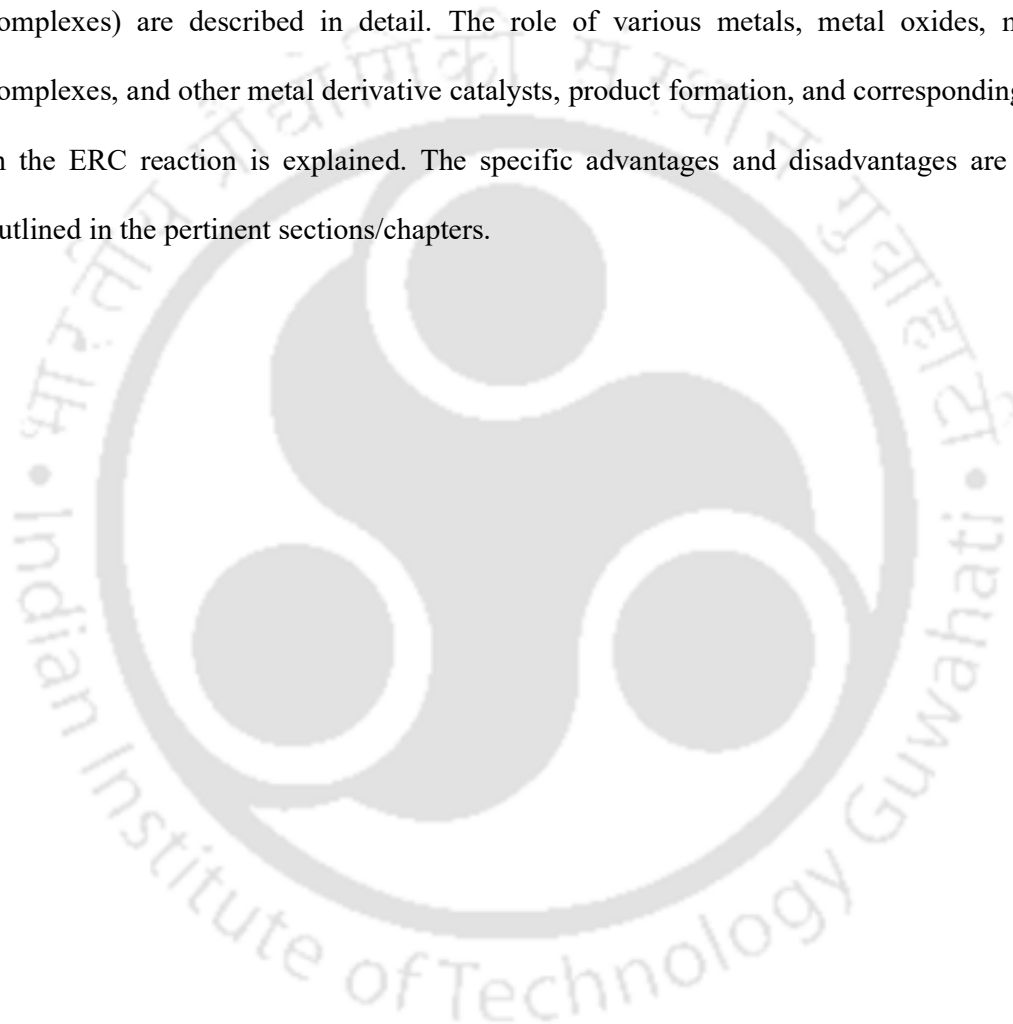 omplexes) are described in detail. The role of various metals, metal oxides, m
omplexes, and other metal derivative catalysts, product formation, and corresponding
n the ERC reaction is explained. The specific advantages and disadvantages are
utlined in the pertinent sections/chapters.
भारतीय प्रौद्योगिकी संस्थान गुवाहाटी
Indian Institute of Technology Guwahati